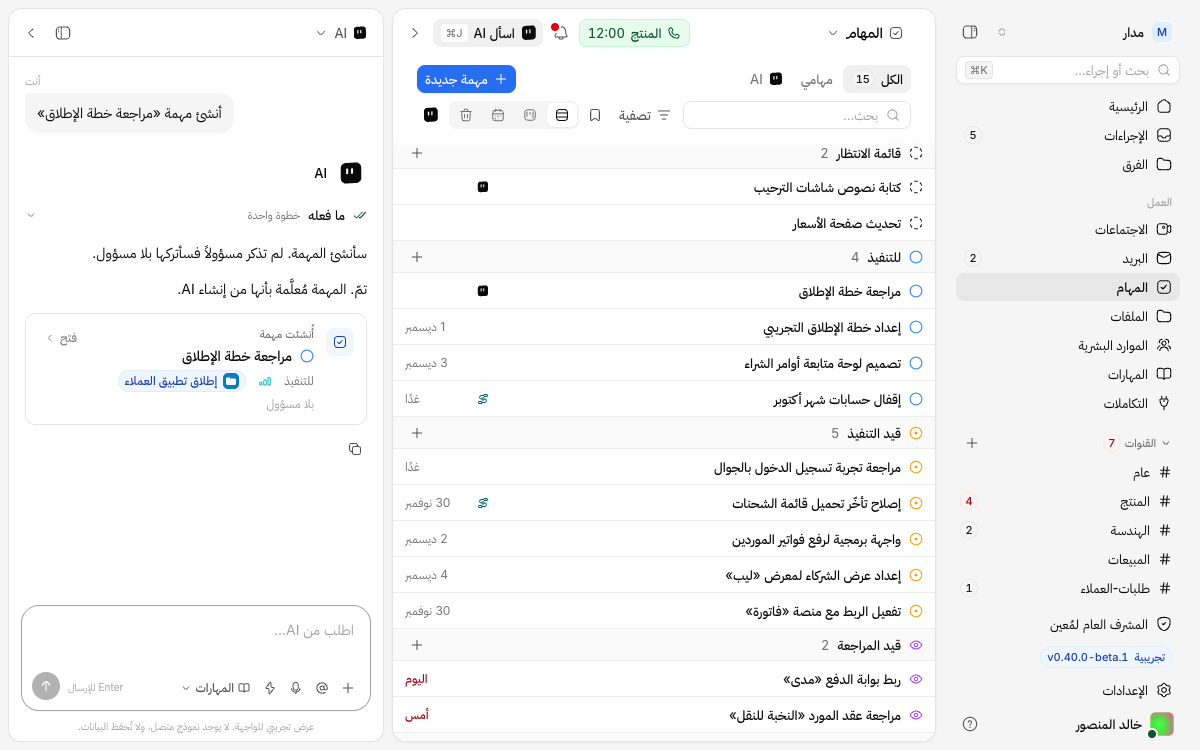 M مدار
بحث أو إجراء... ⌘K
الرئيسية
الإجراءات 5
الفرق
العمل
الاجتماعات
البريد 2
المهام
الملفات
الموارد البشرية
المهارات
التكاملات
القنوات 7
# عام
# المنتج 4
# الهندسة 2
# المبيعات
# طلبات-العملاء 1
المشرف العام لمُعين
تجريبية v0.40.0-beta.1
الإعدادات
خالد المنصور
المهام
المنتج 12:00
اسأل AI ⌘J
الكل 15 مهامي AI
مهمة جديدة
بحث...
تصفية
قائمة الانتظار 2
كتابة نصوص شاشات الترحيب
تحديث صفحة الأسعار
للتنفيذ 4
مراجعة خطة الإطلاق
إعداد خطة الإطلاق التجريبي 1 ديسمبر
تصميم لوحة متابعة أوامر الشراء 3 ديسمبر
إقفال حسابات شهر أكتوبر غدًا
قيد التنفيذ 5
مراجعة تجربة تسجيل الدخول بالجوال غدًا
إصلاح تأخّر تحميل قائمة الشحنات 30 نوفمبر
واجهة برمجية لرفع فواتير الموردين 2 ديسمبر
إعداد عرض الشركاء لمعرض «ليب» 4 ديسمبر
تفعيل الربط مع منصة «فاتورة» 30 نوفمبر
قيد المراجعة 2
ربط بوابة الدفع «مدى» اليوم
مراجعة عقد المورد «النخبة للنقل» أمس
AI
أنت
أنشئ مهمة «مراجعة خطة الإطلاق»
AI
ما فعله خطوة واحدة
سأنشئ المهمة. لم تذكر مسؤولاً فسأتركها بلا مسؤول.
تمّ. المهمة مُعلَّمة بأنها من إنشاء AI.
أُنشئت مهمة
فتح
مراجعة خطة الإطلاق
للتنفيذ إطلاق تطبيق العملاء
بلا مسؤول
اطلب من AI...
المهارات
Enter للإرسال
عرض تجريبي للواجهة. لا يوجد نموذج متصل، ولا تُحفظ البيانات.